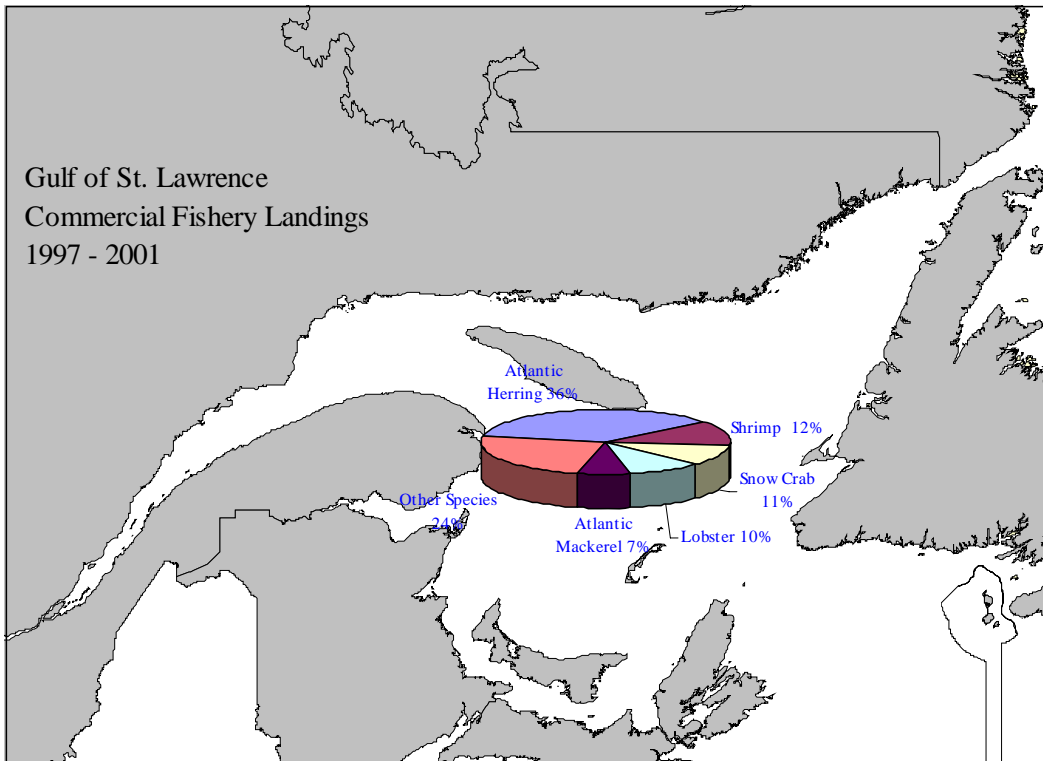 Gulf of St. Lawrence
Commercial Fishery Landings
1997 - 2001
Atlantic
Herring 36%
Shrimp 12%
Snow Crab
11%
Other Species
24%
Atlantic
Mackerel 7%
Lobster 10%